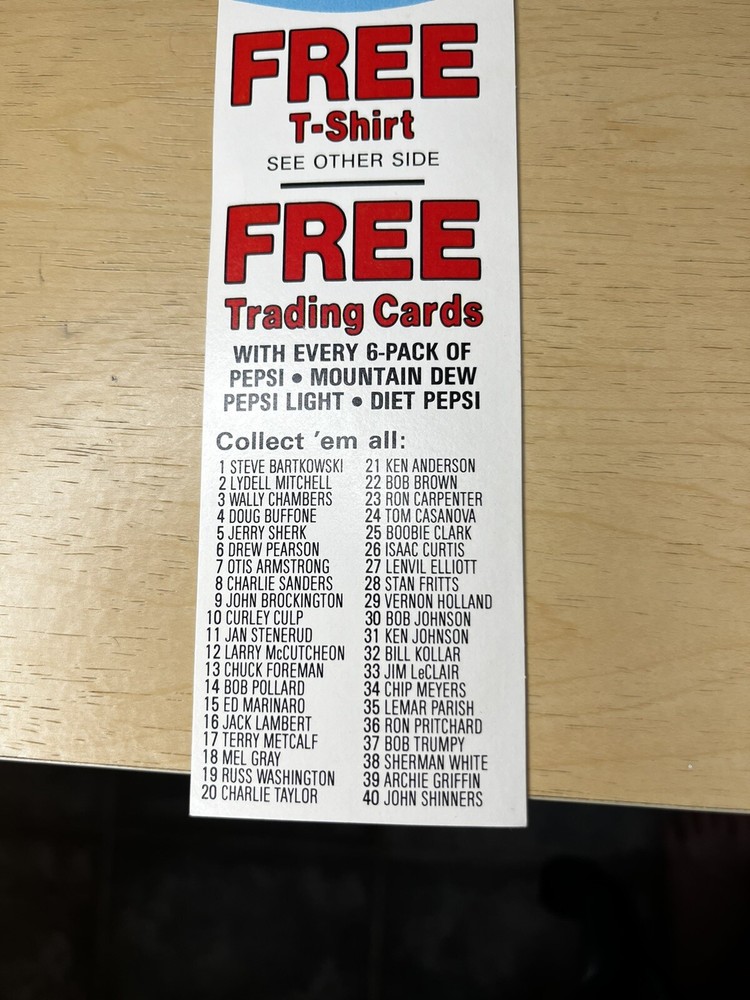 FREE
T-Shirt
SEE OTHER SIDE
FREE
Trading Cards
WITH EVERY 6-PACK OF
PEPSI • MOUNTAIN DEW
PEPSI LIGHT • DIET PEPSI
Collect 'em all:
1 STEVE BARTKOWSKI
2 LYDELL MITCHELL
3 WALLY CHAMBERS
4 DOUG BUFFONE
5 JERRY SHERK
6 DREW PEARSON
7 OTIS ARMSTRONG
8 CHARLIE SANDERS
9 JOHN BROCKINGTON
10 CURLEY CULP
11 JAN STENERUD
12 LARRY McCUTCHEON
13 CHUCK FOREMAN
14 BOB POLLARD
15 ED MARINARO
16 JACK LAMBERT
17 TERRY METCALF
18 MEL GRAY
19 RUSS WASHINGTON
20 CHARLIE TAYLOR
21 KEN ANDERSON
22 BOB BROWN
23 RON CARPENTER
24 TOM CASANOVA
25 BOOBIE CLARK
26 ISAAC CURTIS
27 LENVIL ELLIOTT
28 STAN FRITTS
29 VERNON HOLLAND
30 BOB JOHNSON
31 KEN JOHNSON
32 BILL KOLLAR
33 JIM LeCLAIR
34 CHIP MEYERS
35 LEMAR PARISH
36 RON PRITCHARD
37 BOB TRUMPY
38 SHERMAN WHITE
39 ARCHIE GRIFFIN
40 JOHN SHINNERS